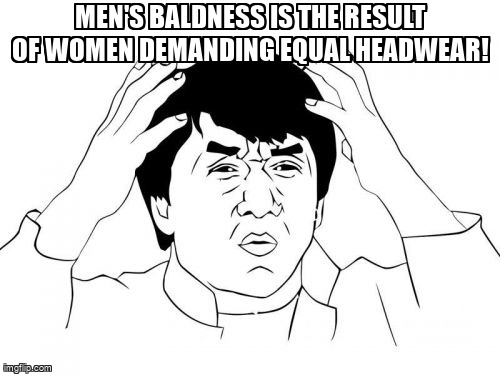 MEN'S BALDNESS IS THE RESULT
OF WOMEN DEMANDING EQUAL HEADWEAR!
imgflip.com